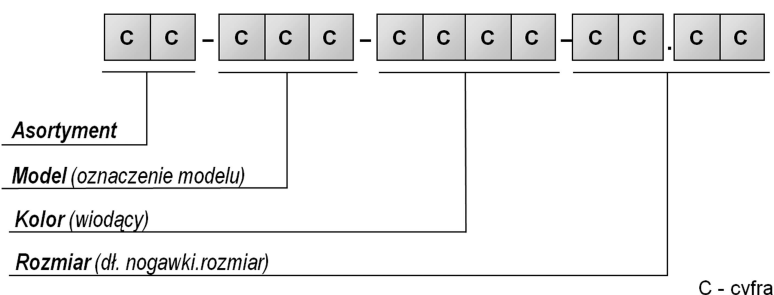 C C – C C C – C C C C – C C . C C
Asortyment
Model (oznaczenie modelu)
Kolor (wiodący)
Rozmiar (dł. nogawki.rozmiar)
C - cyfra